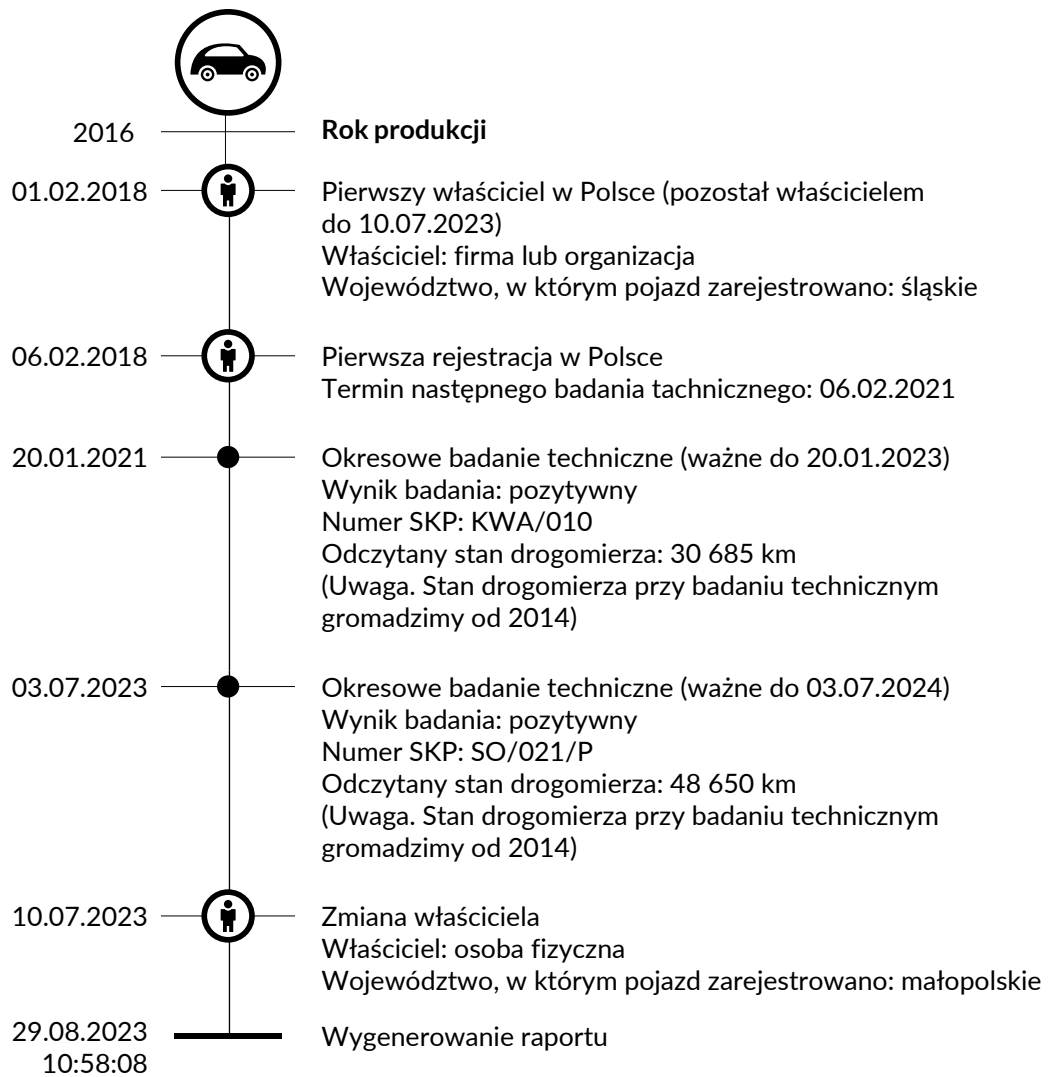 2016 Rok produkcji
01.02.2018 Pierwszy właściciel w Polsce (pozostał właścicielem
do 10.07.2023)
Właściciel: firma lub organizacja
Województwo, w którym pojazd zarejestrowano: śląskie
06.02.2018 Pierwsza rejestracja w Polsce
Termin następnego badania tachnicznego: 06.02.2021
20.01.2021 Okresowe badanie techniczne (ważne do 20.01.2023)
Wynik badania: pozytywny
Numer SKP: KWA/010
Odczytany stan drogomierza: 30 685 km
(Uwaga. Stan drogomierza przy badaniu technicznym
gromadzimy od 2014)
03.07.2023 Okresowe badanie techniczne (ważne do 03.07.2024)
Wynik badania: pozytywny
Numer SKP: SO/021/P
Odczytany stan drogomierza: 48 650 km
(Uwaga. Stan drogomierza przy badaniu technicznym
gromadzimy od 2014)
10.07.2023 Zmiana właściciela
Właściciel: osoba fizyczna
Województwo, w którym pojazd zarejestrowano: małopolskie
29.08.2023 Wygenerowanie raportu
10:58:08